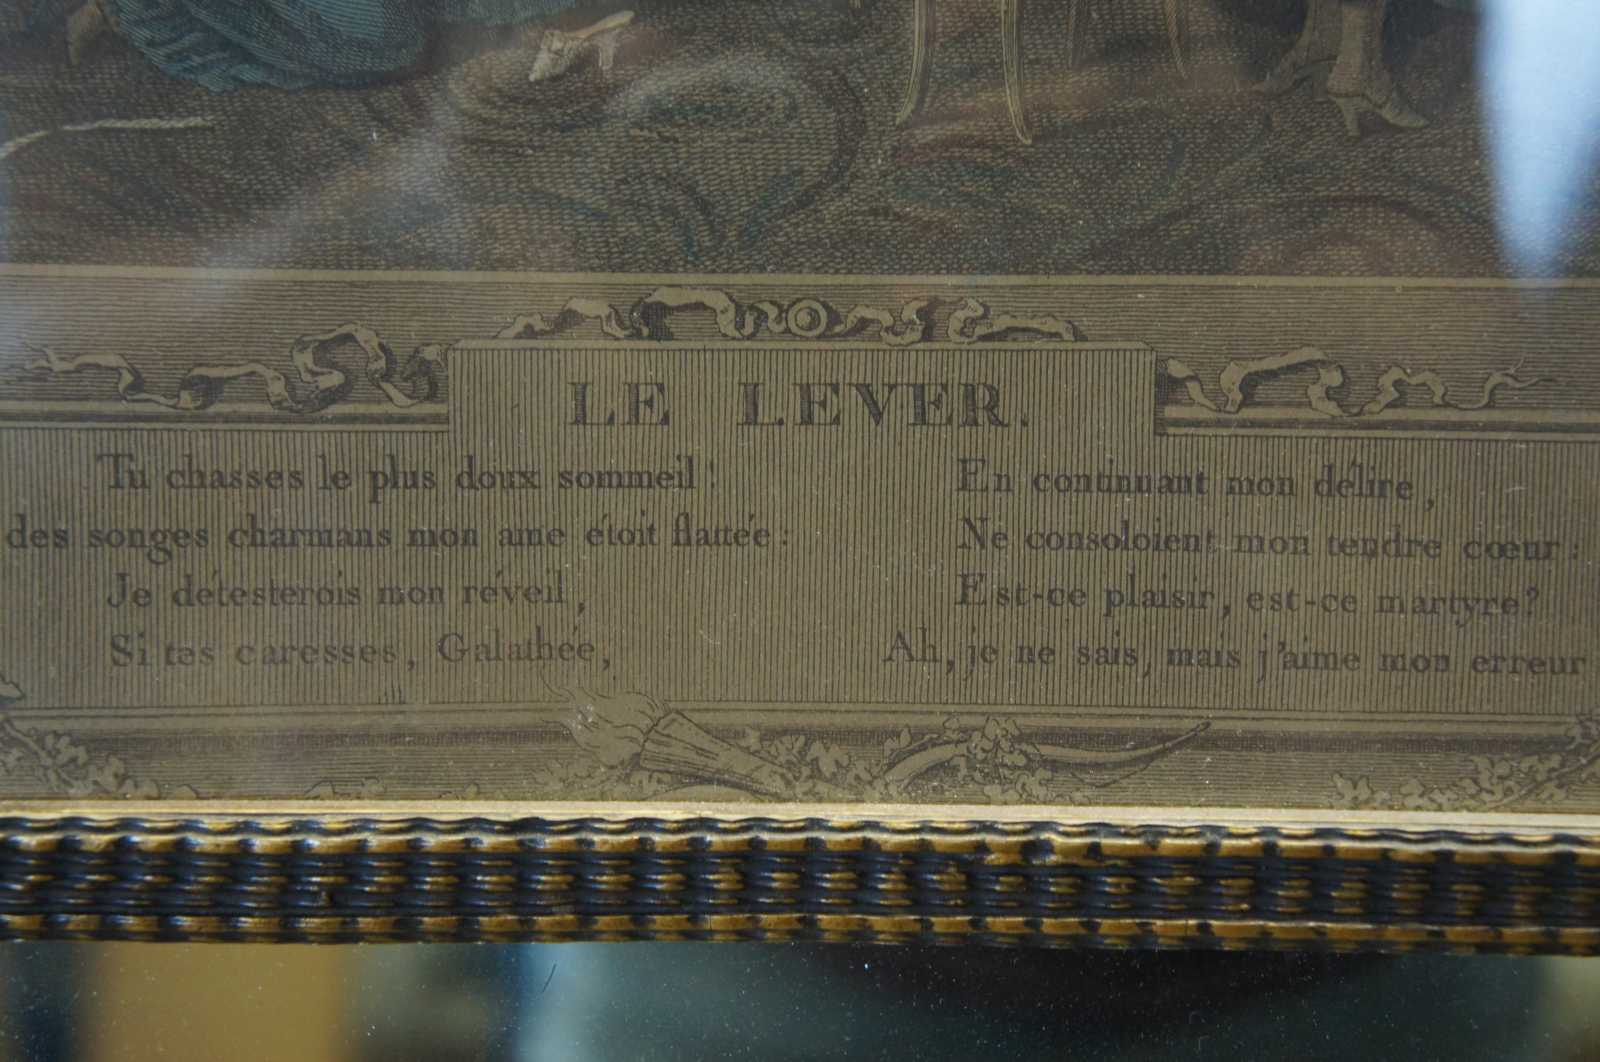 LE LEVER.
Tu chasses le plus doux sommeil !
des songes charmans mon ame étoit flattée :
Je détesterois mon réveil,
Si tes caresses, Galathée,
En continuant mon délire,
Ne consoloient mon tendre cœur :
Est-ce plaisir, est-ce martyre?
Ah, je ne sais, mais j'aime mon erreur